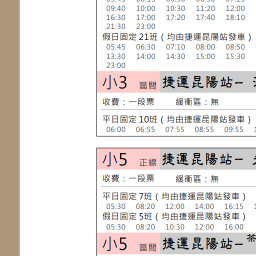 09:40 10:00 10:30 11:20 12:00
16:30 17:00 17:20 17:40 18:10
21:30 23:00
假日固定21班（均由捷運昆陽站發車）
05:45 06:30 07:10 08:00 08:50
13:30 14:00 14:30 15:00 15:30
23:00
小3 區間 捷運昆陽站－
收費：一段票 緩衝區：無
平日固定10班（均由捷運昆陽站發車）
06:00 06:55 07:55 08:55 09:55
小5 正線 捷運昆陽站－
收費：一段票 緩衝區：無
平日固定7班（均由捷運昆陽站發車）
05:30 08:20 12:00 14:00 16:15
假日固定5班（均由捷運昆陽站發車）
05:30 08:20 10:30 12:00 16:00
小5 區間 捷運昆陽站－茶